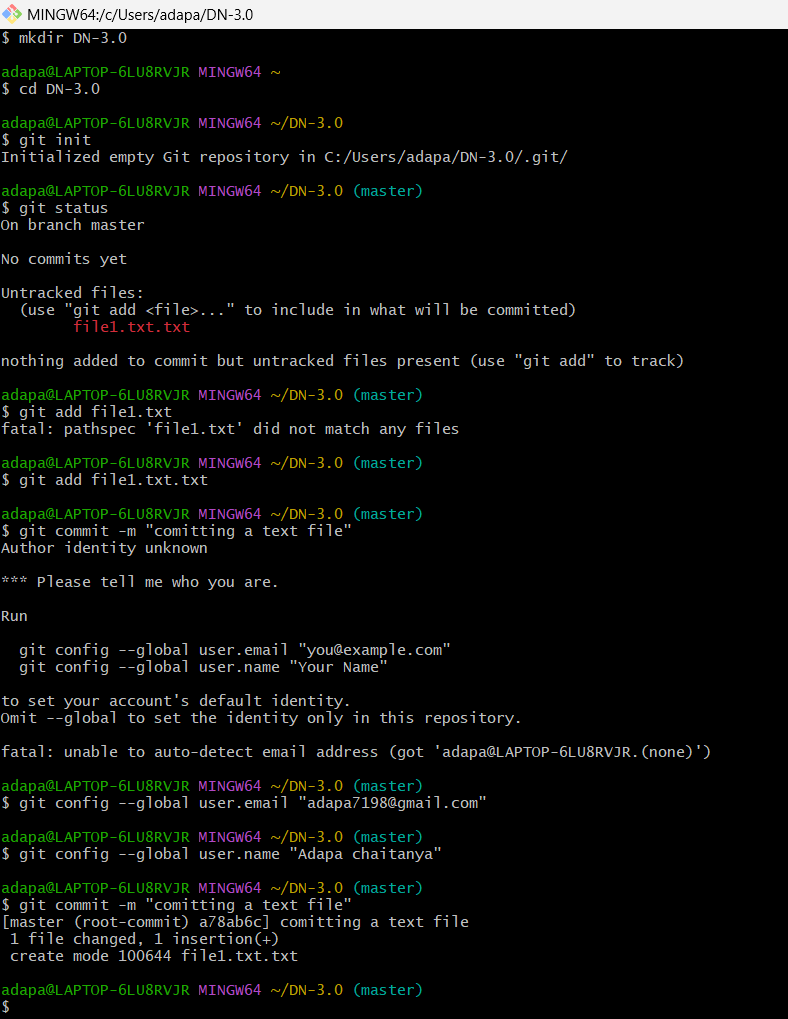 MINGW64:/c/Users/adapa/DN-3.0
$ mkdir DN-3.0
adapa@LAPTOP-6LU8RVJR MINGW64 ~
$ cd DN-3.0
adapa@LAPTOP-6LU8RVJR MINGW64 ~/DN-3.0
$ git init
Initialized empty Git repository in C:/Users/adapa/DN-3.0/.git/
adapa@LAPTOP-6LU8RVJR MINGW64 ~/DN-3.0 (master)
$ git status
On branch master
No commits yet
Untracked files:
  (use "git add <file>..." to include in what will be committed)
        file1.txt.txt
nothing added to commit but untracked files present (use "git add" to track)
adapa@LAPTOP-6LU8RVJR MINGW64 ~/DN-3.0 (master)
$ git add file1.txt
fatal: pathspec 'file1.txt' did not match any files
adapa@LAPTOP-6LU8RVJR MINGW64 ~/DN-3.0 (master)
$ git add file1.txt.txt
adapa@LAPTOP-6LU8RVJR MINGW64 ~/DN-3.0 (master)
$ git commit -m "comitting a text file"
Author identity unknown
*** Please tell me who you are.
Run
  git config --global user.email "you@example.com"
  git config --global user.name "Your Name"
to set your account's default identity.
Omit --global to set the identity only in this repository.
fatal: unable to auto-detect email address (got 'adapa@LAPTOP-6LU8RVJR.(none)')
adapa@LAPTOP-6LU8RVJR MINGW64 ~/DN-3.0 (master)
$ git config --global user.email "adapa7198@gmail.com"
adapa@LAPTOP-6LU8RVJR MINGW64 ~/DN-3.0 (master)
$ git config --global user.name "Adapa chaitanya"
adapa@LAPTOP-6LU8RVJR MINGW64 ~/DN-3.0 (master)
$ git commit -m "comitting a text file"
[master (root-commit) a78ab6c] comitting a text file
 1 file changed, 1 insertion(+)
 create mode 100644 file1.txt.txt
adapa@LAPTOP-6LU8RVJR MINGW64 ~/DN-3.0 (master)
$